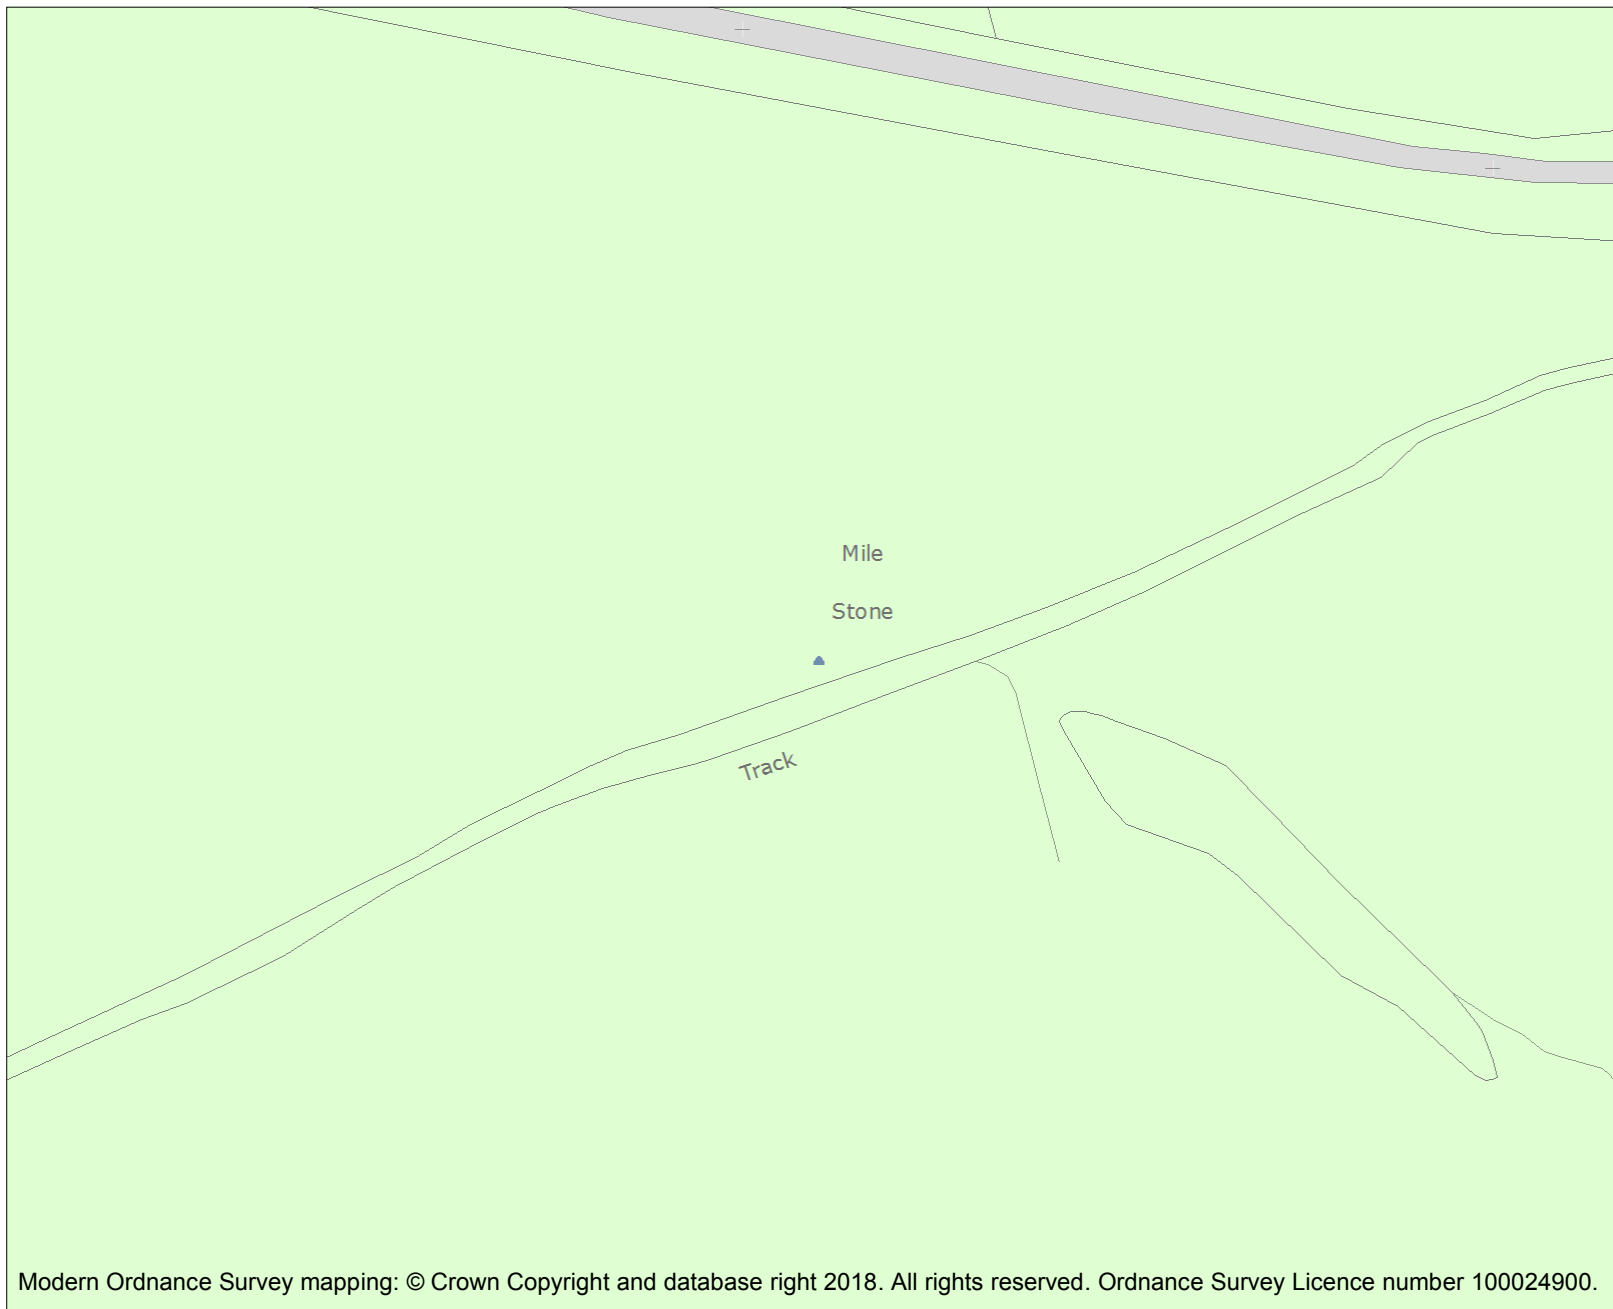 Mile
Stone
Track
Modern Ordnance Survey mapping: © Crown Copyright and database right 2018. All rights reserved. Ordnance Survey Licence number 100024900.